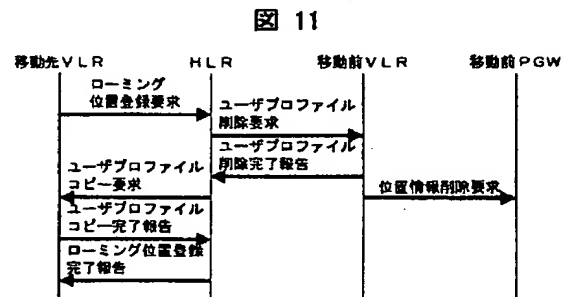 図 11
移動先VLR HLR 移動前VLR 移動前PGW
ローミング
位置登録要求
ユーザプロファイル
削除要求
ユーザプロファイル
削除完了報告
ユーザプロファイル
コピー要求
位置情報削除要求
ユーザプロファイル
コピー完了報告
ローミング位置登録
完了報告